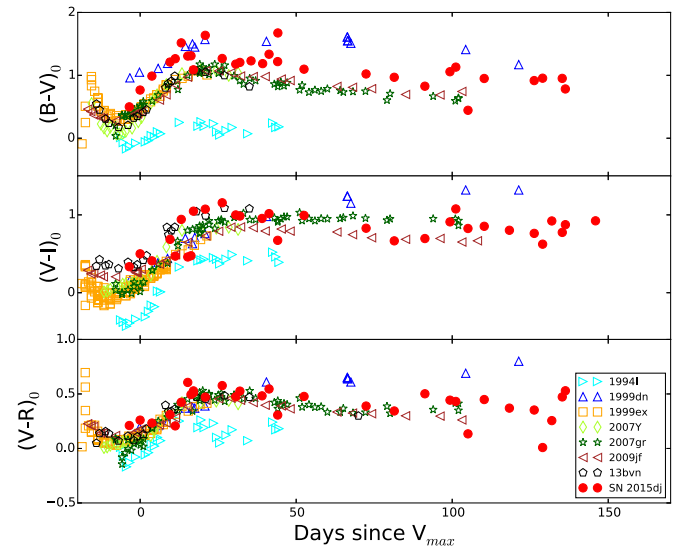 2
1
0
(B-V)₀
1
0
(V-I)₀
1.0
0.5
0.0
−0.5
(V-R)₀
1994I
1999dn
1999ex
2007Y
2007gr
2009jf
13bvn
SN 2015dj
0 50 100 150
Days since Vmax